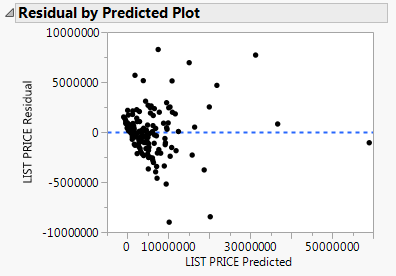 Residual by Predicted Plot
10000000
5000000
0
-5000000
-10000000
LIST PRICE Residual
0 10000000 30000000 50000000
LIST PRICE Predicted